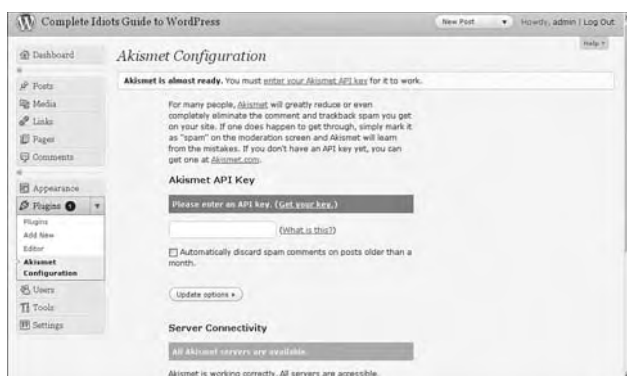 Complete Idiots Guide to WordPress
New Post
Howdy, admin | Log Out
Help
Dashboard
Akismet Configuration
Akismet is almost ready. You must enter your Akismet API key for it to work.
Posts
Media
Links
Pages
Comments
Appearance
Plugins 1
Plugins
Add New
Editor
Akismet
Configuration
Users
Tools
Settings
For many people, Akismet will greatly reduce or even
completely eliminate the comment and trackback spam you get
on your site. If one does happen to get through, simply mark it
as "spam" on the moderation screen and Akismet will learn
from the mistakes. If you don't have an API key yet, you can
get one at Akismet.com.
Akismet API Key
Please enter an API key. (Get your key.)
(What is this?)
Automatically discard spam comments on posts older than a
month.
Update options »
Server Connectivity
All Akismet servers are available.
Akismet is working correctly. All servers are accessible.